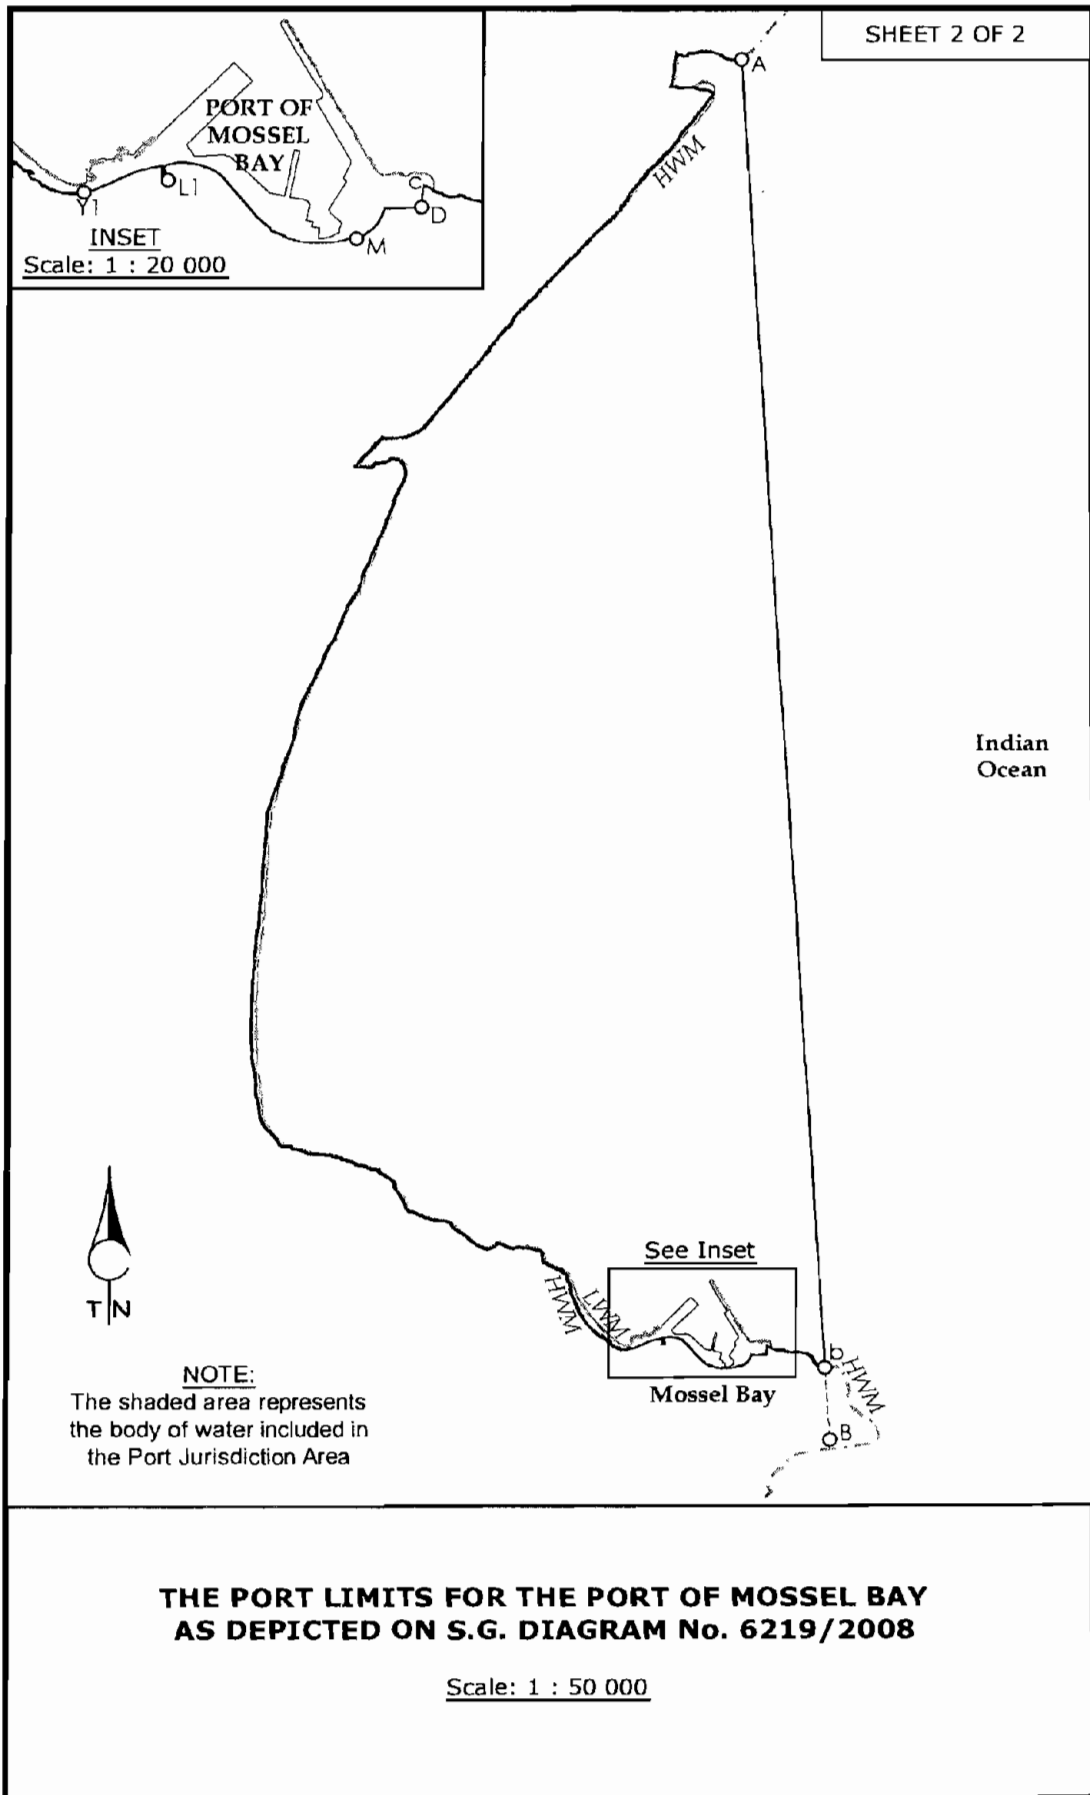 SHEET 2 OF 2
A
PORT OF
MOSSEL
BAY
C
L1
Y1
D
M
INSET
Scale: 1 : 20 000
HWM
Indian
Ocean
See Inset
HWM
LWM
b
HWM
Mossel Bay
B
T N
NOTE:
The shaded area represents
the body of water included in
the Port Jurisdiction Area
THE PORT LIMITS FOR THE PORT OF MOSSEL BAY
AS DEPICTED ON S.G. DIAGRAM No. 6219/2008
Scale: 1 : 50 000